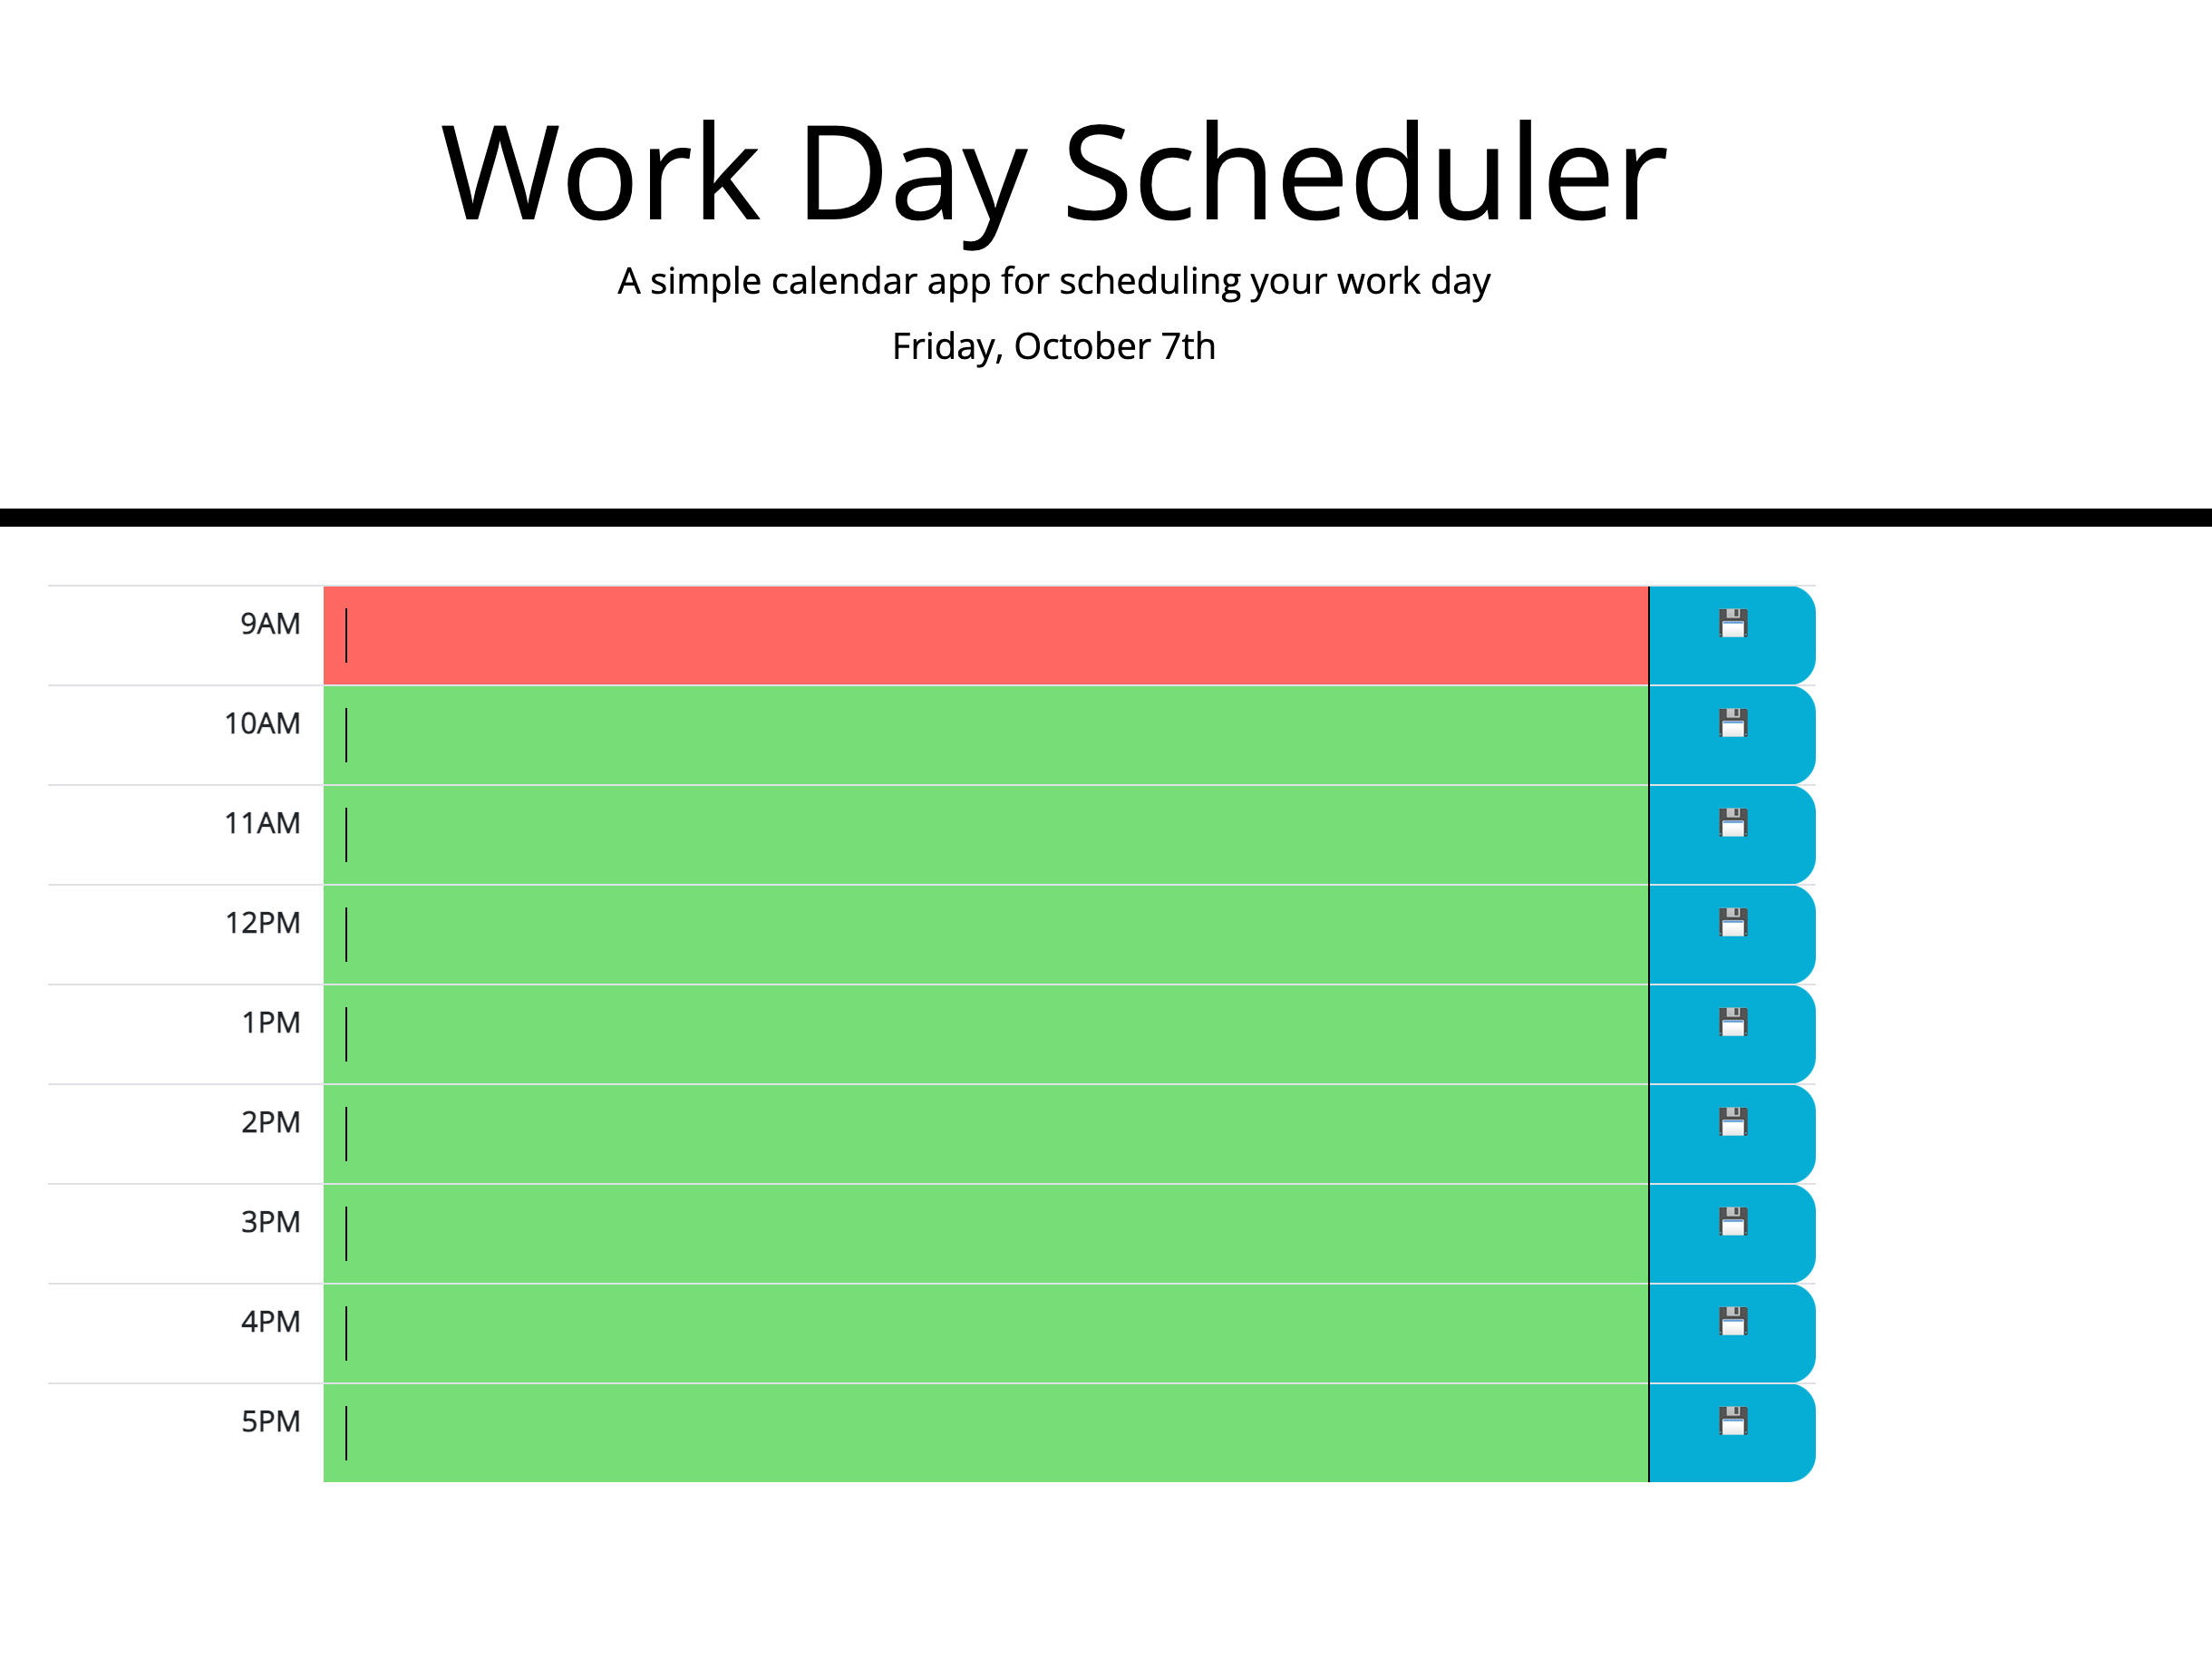 Work Day Scheduler
A simple calendar app for scheduling your work day
Friday, October 7th
9AM
10AM
11AM
12PM
1PM
2PM
3PM
4PM
5PM